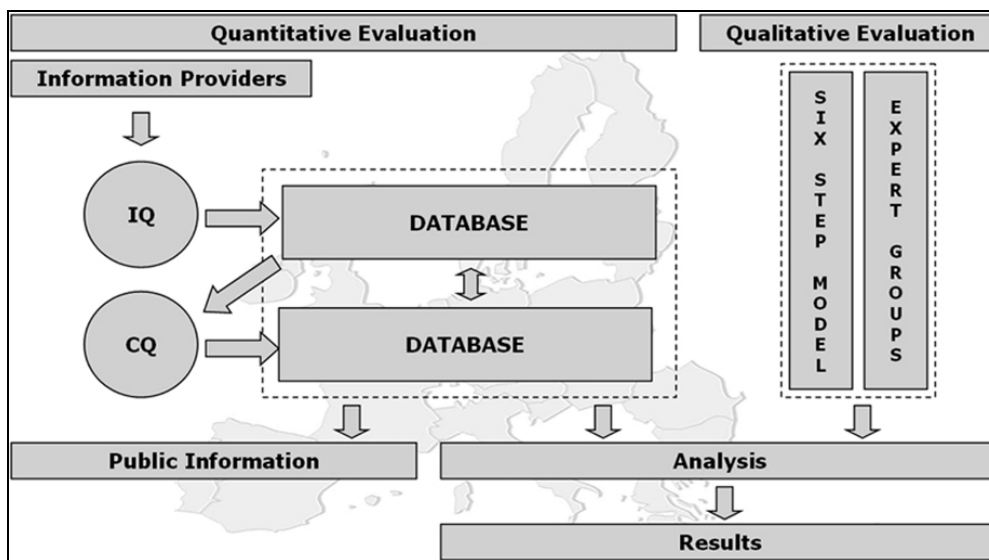 Quantitative Evaluation
Qualitative Evaluation
Information Providers
IQ
DATABASE
CQ
DATABASE
SIX STEP MODEL
EXPERT GROUPS
Public Information
Analysis
Results